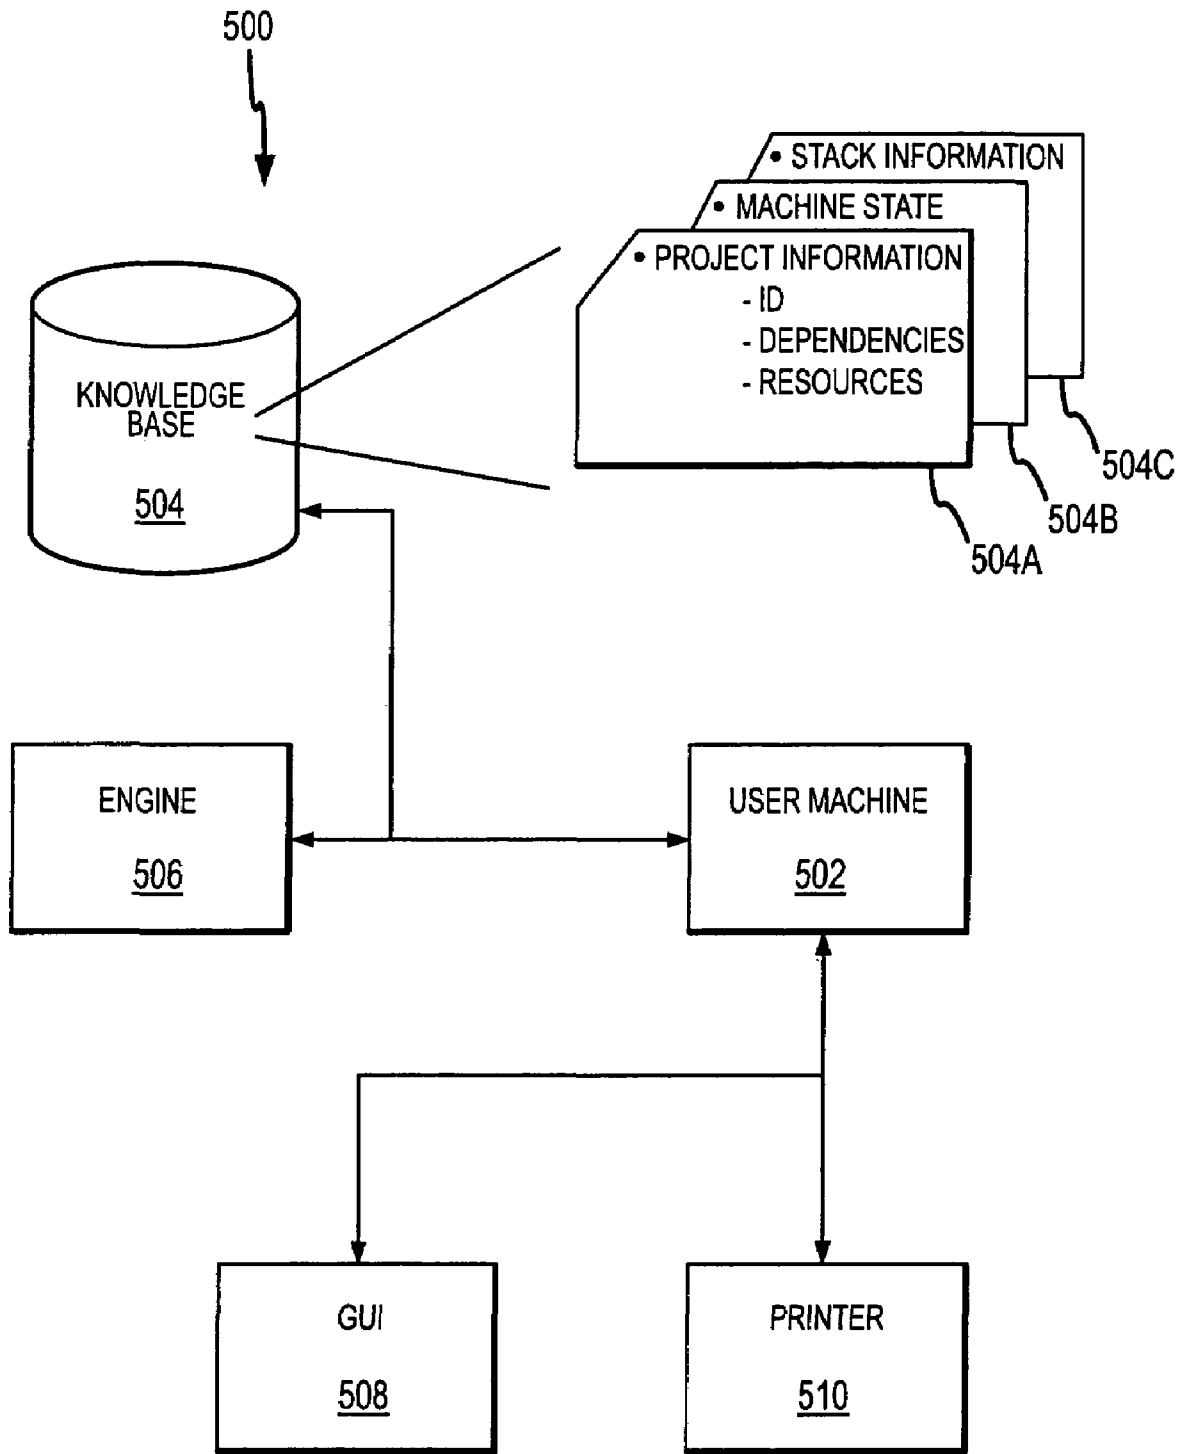 500
• STACK INFORMATION
• MACHINE STATE
• PROJECT INFORMATION
- ID
- DEPENDENCIES
- RESOURCES
KNOWLEDGE
BASE
504
504C
504B
504A
ENGINE
506
USER MACHINE
502
GUI
508
PRINTER
510